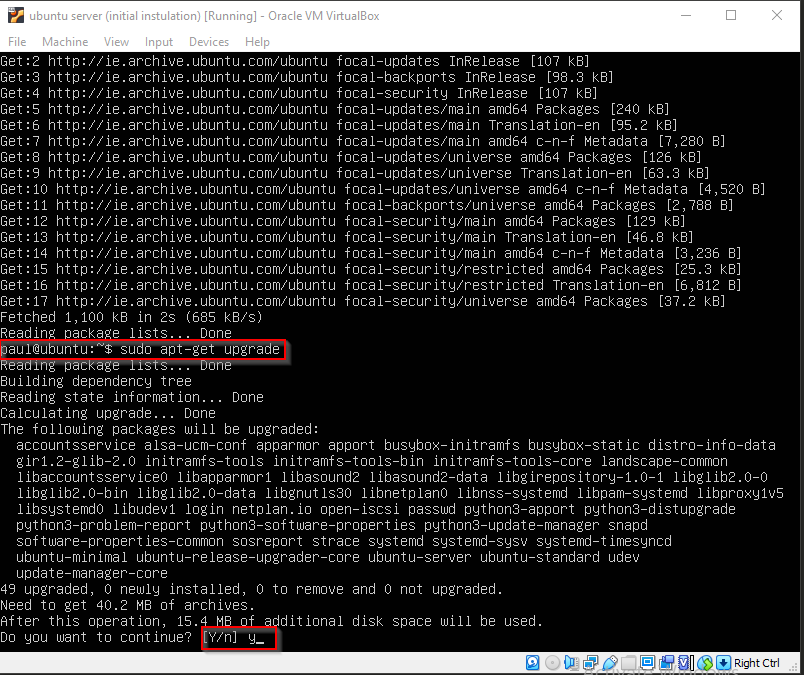 ubuntu server (initial instulation) [Running] - Oracle VM VirtualBox
File Machine View Input Devices Help
Get:2 http://ie.archive.ubuntu.com/ubuntu focal-updates InRelease [107 kB]
Get:3 http://ie.archive.ubuntu.com/ubuntu focal-backports InRelease [98.3 kB]
Get:4 http://ie.archive.ubuntu.com/ubuntu focal-security InRelease [107 kB]
Get:5 http://ie.archive.ubuntu.com/ubuntu focal-updates/main amd64 Packages [240 kB]
Get:6 http://ie.archive.ubuntu.com/ubuntu focal-updates/main Translation-en [95.2 kB]
Get:7 http://ie.archive.ubuntu.com/ubuntu focal-updates/main amd64 c-n-f Metadata [7,280 B]
Get:8 http://ie.archive.ubuntu.com/ubuntu focal-updates/universe amd64 Packages [126 kB]
Get:9 http://ie.archive.ubuntu.com/ubuntu focal-updates/universe Translation-en [63.3 kB]
Get:10 http://ie.archive.ubuntu.com/ubuntu focal-updates/universe amd64 c-n-f Metadata [4,520 B]
Get:11 http://ie.archive.ubuntu.com/ubuntu focal-backports/universe amd64 Packages [2,788 B]
Get:12 http://ie.archive.ubuntu.com/ubuntu focal-security/main amd64 Packages [129 kB]
Get:13 http://ie.archive.ubuntu.com/ubuntu focal-security/main Translation-en [46.8 kB]
Get:14 http://ie.archive.ubuntu.com/ubuntu focal-security/main amd64 c-n-f Metadata [3,236 B]
Get:15 http://ie.archive.ubuntu.com/ubuntu focal-security/restricted amd64 Packages [25.3 kB]
Get:16 http://ie.archive.ubuntu.com/ubuntu focal-security/restricted Translation-en [6,812 B]
Get:17 http://ie.archive.ubuntu.com/ubuntu focal-security/universe amd64 Packages [37.2 kB]
Fetched 1,100 kB in 2s (685 kB/s)
Reading package lists... Done
paul@ubuntu:~$ sudo apt-get upgrade
Reading package lists... Done
Building dependency tree
Reading state information... Done
Calculating upgrade... Done
The following packages will be upgraded:
accountsservice alsa-ucm-conf apparmor apport busybox-initramfs busybox-static distro-info-data
gir1.2-glib-2.0 initramfs-tools initramfs-tools-bin initramfs-tools-core landscape-common
libaccountsservice0 libapparmor1 libasound2 libasound2-data libgirepository-1.0-1 libglib2.0-0
libglib2.0-bin libglib2.0-data libgnutls30 libnetplan0 libnss-systemd libpam-systemd libproxy1v5
libsystemd0 libudev1 login netplan.io open-iscsi passwd python3-apport python3-distupgrade
python3-problem-report python3-software-properties python3-update-manager snapd
software-properties-common sosreport strace systemd systemd-sysv systemd-timesyncd
ubuntu-minimal ubuntu-release-upgrader-core ubuntu-server ubuntu-standard udev
update-manager-core
49 upgraded, 0 newly installed, 0 to remove and 0 not upgraded.
Need to get 40.2 MB of archives.
After this operation, 15.4 MB of additional disk space will be used.
Do you want to continue? [Y/n] y_
Right Ctrl